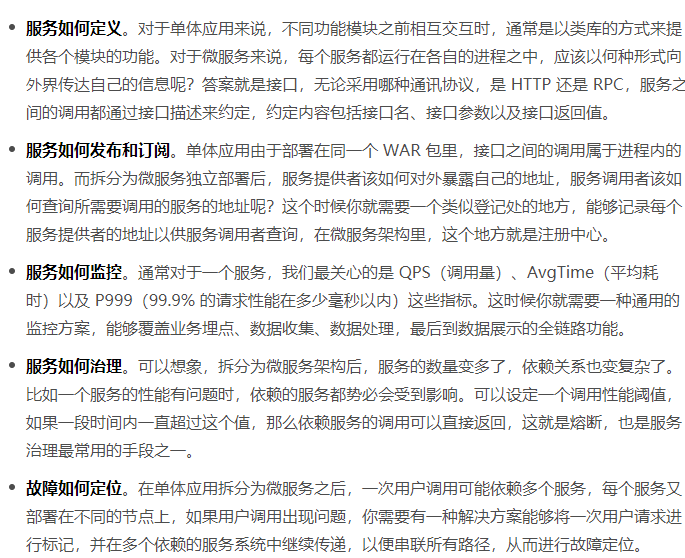 服务如何定义。对于单体应用来说，不同功能模块之前相互交互时，通常是以类库的方式来提
供各个模块的功能。对于微服务来说，每个服务都运行在各自的进程之中，应该以何种形式向
外界传达自己的信息呢？答案就是接口，无论采用哪种通讯协议，是 HTTP 还是 RPC，服务之
间的调用都通过接口描述来约定，约定内容包括接口名、接口参数以及接口返回值。
服务如何发布和订阅。单体应用由于部署在同一个 WAR 包里，接口之间的调用属于进程内的
调用。而拆分为微服务独立部署后，服务提供者该如何对外暴露自己的地址，服务调用者该如
何查询所需要调用的服务的地址呢？这个时候你就需要一个类似登记处的地方，能够记录每个
服务提供者的地址以供服务调用者查询，在微服务架构里，这个地方就是注册中心。
服务如何监控。通常对于一个服务，我们最关心的是 QPS（调用量）、AvgTime（平均耗
时）以及 P999（99.9% 的请求性能在多少毫秒以内）这些指标。这时候你就需要一种通用的
监控方案，能够覆盖业务埋点、数据收集、数据处理，最后到数据展示的全链路功能。
服务如何治理。可以想象，拆分为微服务架构后，服务的数量变多了，依赖关系也变复杂了。
比如一个服务的性能有问题时，依赖的服务都势必会受到影响。可以设定一个调用性能阈值，
如果一段时间内一直超过这个值，那么依赖服务的调用可以直接返回，这就是熔断，也是服务
治理最常用的手段之一。
故障如何定位。在单体应用拆分为微服务之后，一次用户调用可能依赖多个服务，每个服务又
部署在不同的节点上，如果用户调用出现问题，你需要有一种解决方案能够将一次用户请求进
行标记，并在多个依赖的服务系统中继续传递，以便串联所有路径，从而进行故障定位。